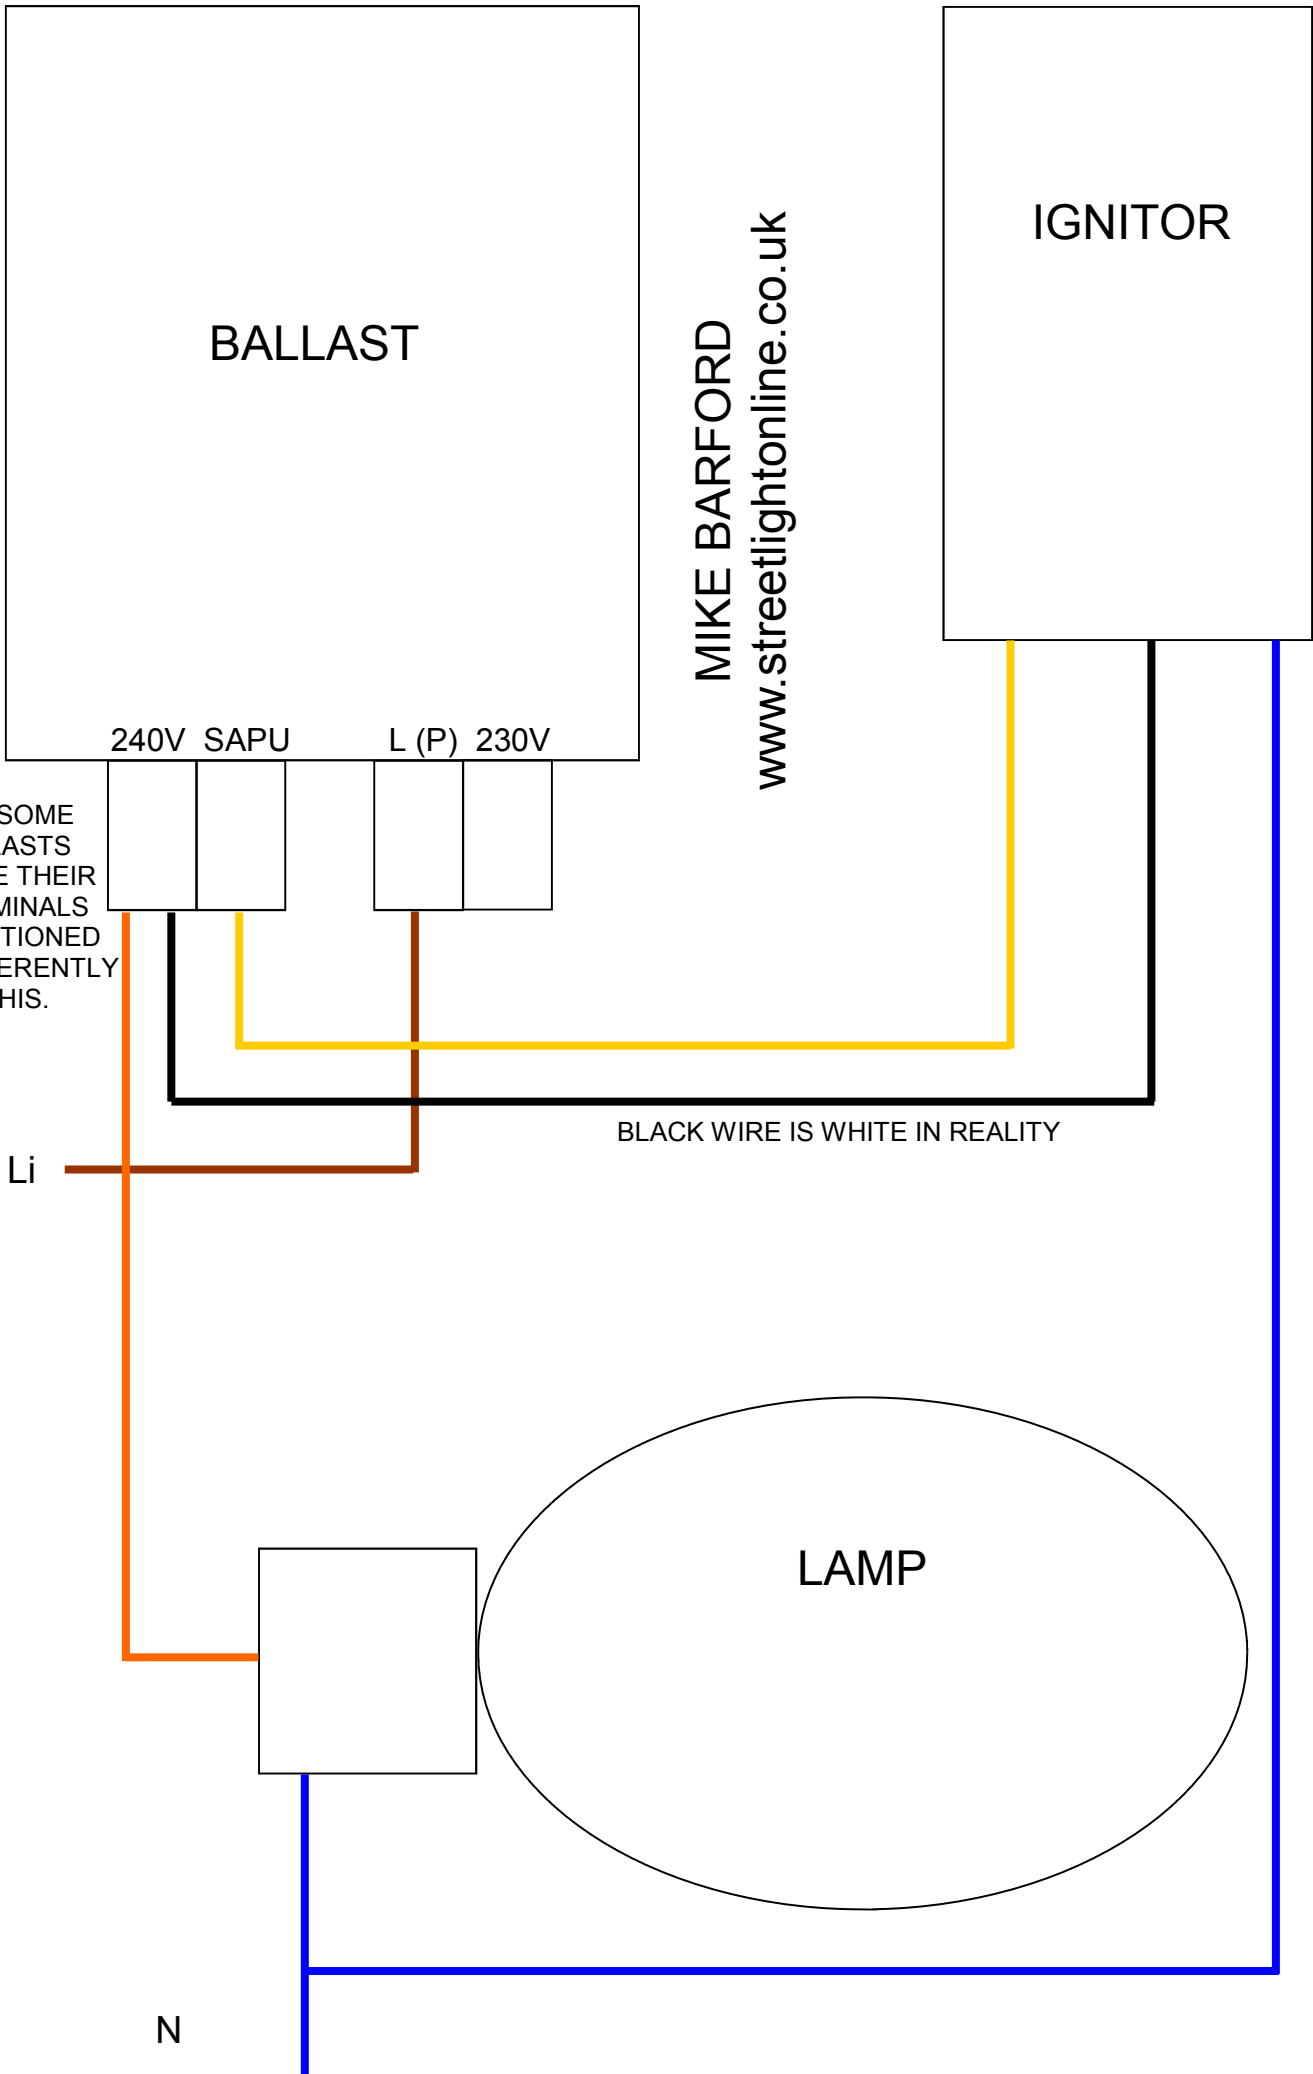 BALLAST
IGNITOR
MIKE BARFORD
www.streetlightonline.co.uk
240V SAPU L (P) 230V
SOME
LASTS
E THEIR
MINALS
TIONED
ERENTLY
HIS.
BLACK WIRE IS WHITE IN REALITY
Li
LAMP
N